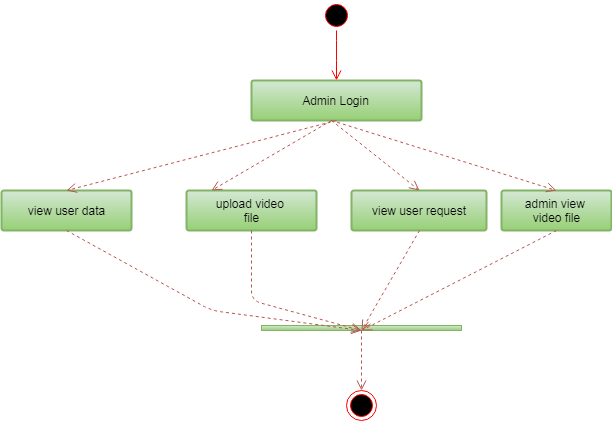 Admin Login
view user data
upload video
file
view user request
admin view
video file